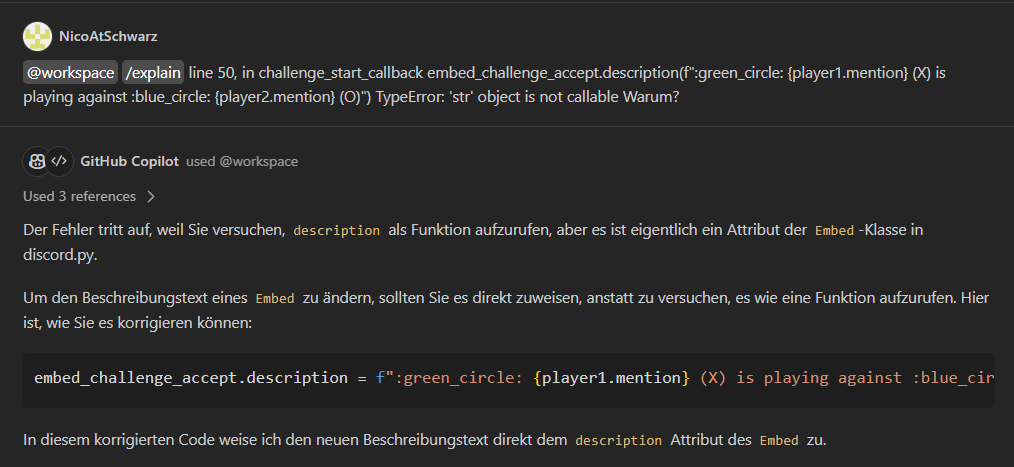 NicoAtSchwarz
@workspace /explain line 50, in challenge_start_callback embed_challenge_accept.description(f":green_circle: {player1.mention} (X) is
playing against :blue_circle: {player2.mention} (O)") TypeError: 'str' object is not callable Warum?
GitHub Copilot used @workspace
Used 3 references
Der Fehler tritt auf, weil Sie versuchen, description als Funktion aufzurufen, aber es ist eigentlich ein Attribut der Embed-Klasse in
discord.py.
Um den Beschreibungstext eines Embed zu ändern, sollten Sie es direkt zuweisen, anstatt zu versuchen, es wie eine Funktion aufzurufen. Hier
ist, wie Sie es korrigieren können:
embed_challenge_accept.description = f":green_circle: {player1.mention} (X) is playing against :blue_cir
In diesem korrigierten Code weise ich den neuen Beschreibungstext direkt dem description Attribut des Embed zu.